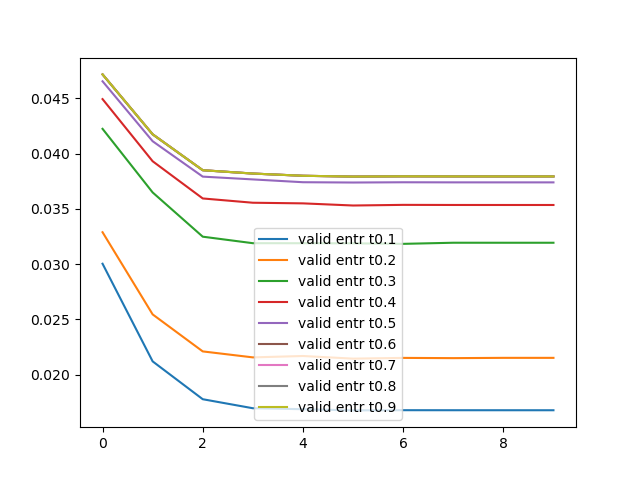 0.045
0.040
0.035
0.030
0.025
0.020
valid entr t0.1
valid entr t0.2
valid entr t0.3
valid entr t0.4
valid entr t0.5
valid entr t0.6
valid entr t0.7
valid entr t0.8
valid entr t0.9
0 2 4 6 8